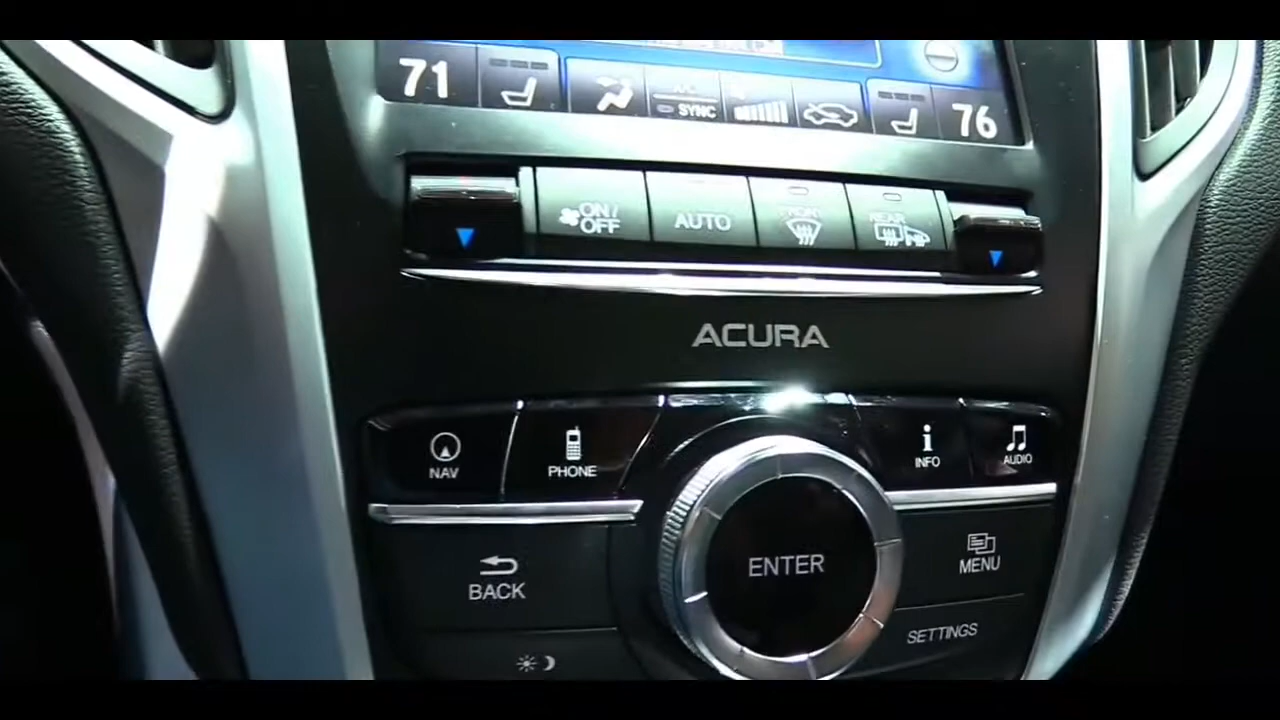 71
A/C
SYNC
76
ON/
OFF
AUTO
FRONT
REAR
ACURA
NAV
PHONE
INFO
AUDIO
ENTER
BACK
MENU
SETTINGS